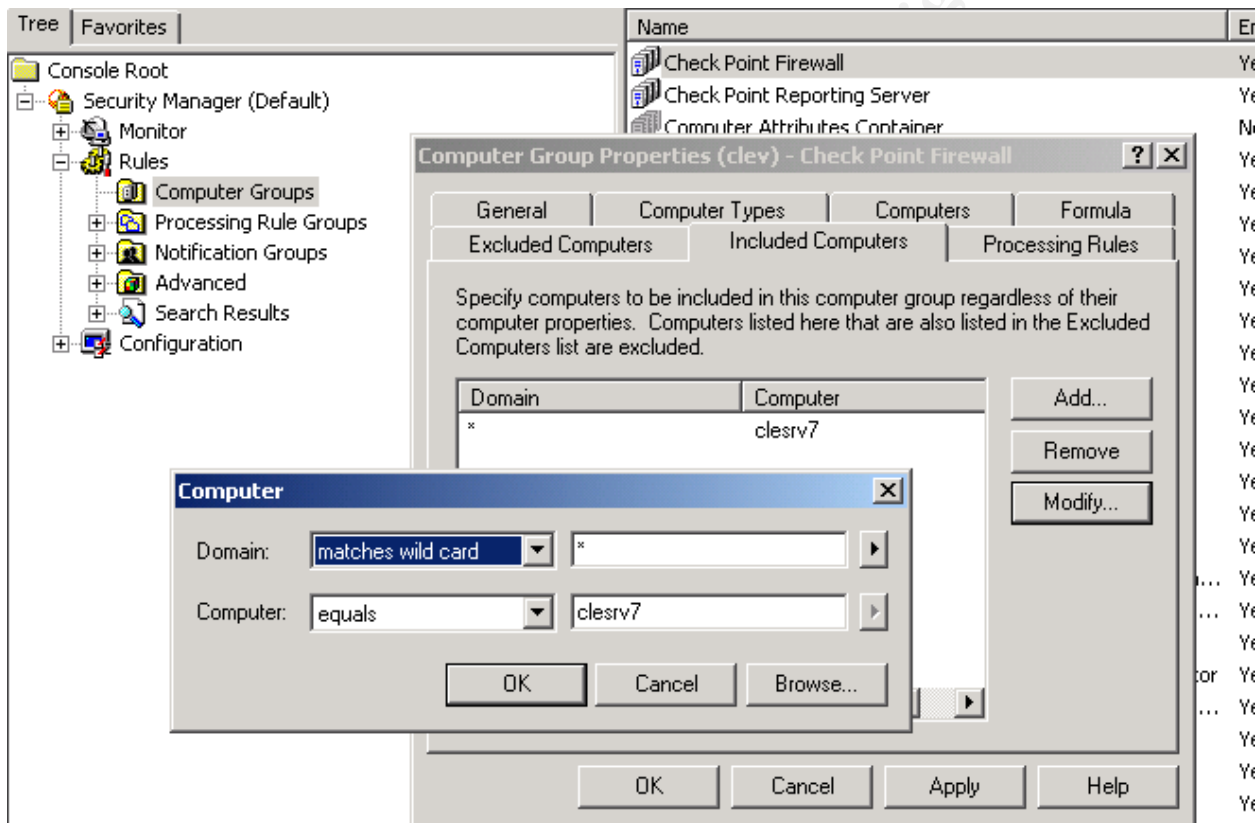 Tree Favorites
Console Root
Security Manager (Default)
Monitor
Rules
Computer Groups
Processing Rule Groups
Notification Groups
Advanced
Search Results
Configuration
Name
Check Point Firewall Ye
Check Point Reporting Server Ye
Computer Attributes Container
Computer Group Properties (clev) - Check Point Firewall
General Computer Types Computers Formula
Excluded Computers Included Computers Processing Rules
Specify computers to be included in this computer group regardless of their
computer properties. Computers listed here that are also listed in the Excluded
Computers list are excluded.
Domain Computer
* clesrv7
Add...
Remove
Modify...
Computer
Domain: matches wild card *
Computer: equals clesrv7
OK Cancel Browse...
OK Cancel Apply Help